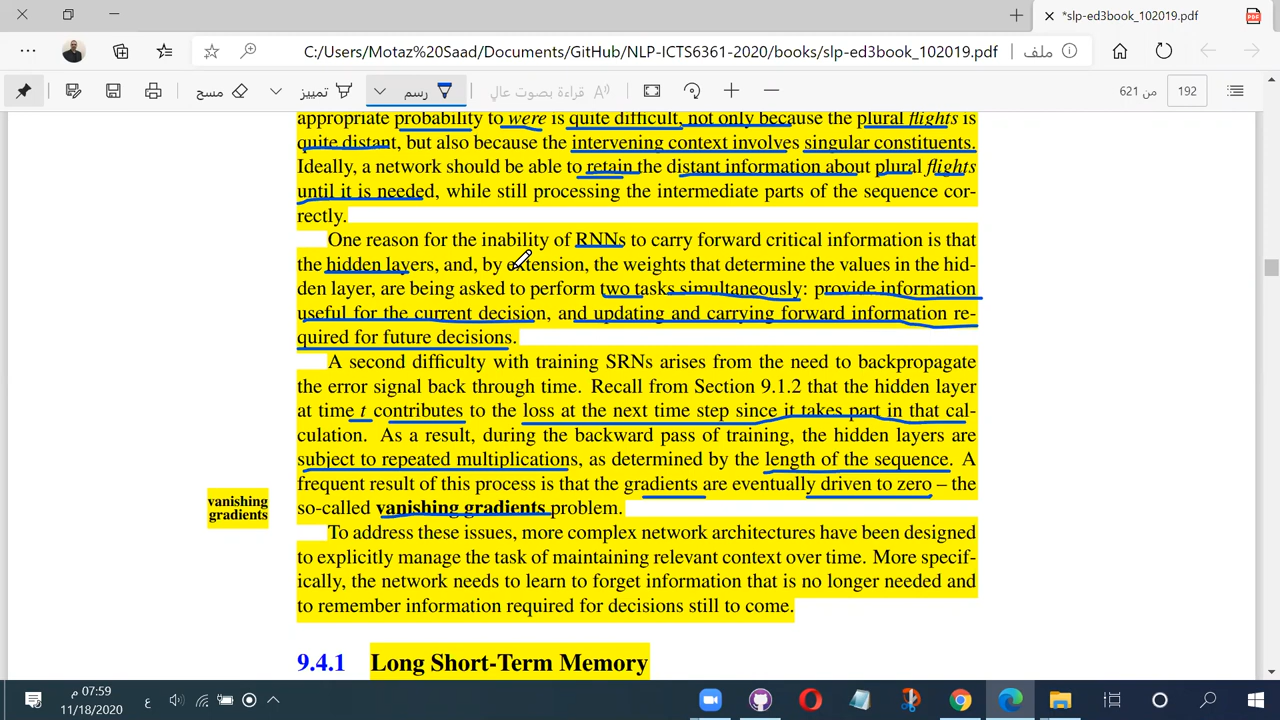 *slp-ed3book_102019.pdf
C:/Users/Motaz%20Saad/Documents/GitHub/NLP-ICTS6361-2020/books/slp-ed3book_102019.pdf
ملف
مسح
تمييز
رسم
قراءة بصوت عالٍ
من 621
192
appropriate probability to were is quite difficult, not only because the plural flights is
quite distant, but also because the intervening context involves singular constituents.
Ideally, a network should be able to retain the distant information about plural flights
until it is needed, while still processing the intermediate parts of the sequence cor-
rectly.
One reason for the inability of RNNs to carry forward critical information is that
the hidden layers, and, by extension, the weights that determine the values in the hid-
den layer, are being asked to perform two tasks simultaneously: provide information
useful for the current decision, and updating and carrying forward information re-
quired for future decisions.
A second difficulty with training SRNs arises from the need to backpropagate
the error signal back through time. Recall from Section 9.1.2 that the hidden layer
at time t contributes to the loss at the next time step since it takes part in that cal-
culation. As a result, during the backward pass of training, the hidden layers are
subject to repeated multiplications, as determined by the length of the sequence. A
frequent result of this process is that the gradients are eventually driven to zero – the
vanishing
gradients
so-called vanishing gradients problem.
To address these issues, more complex network architectures have been designed
to explicitly manage the task of maintaining relevant context over time. More specif-
ically, the network needs to learn to forget information that is no longer needed and
to remember information required for decisions still to come.
9.4.1 Long Short-Term Memory
07:59 م
11/18/2020
ع